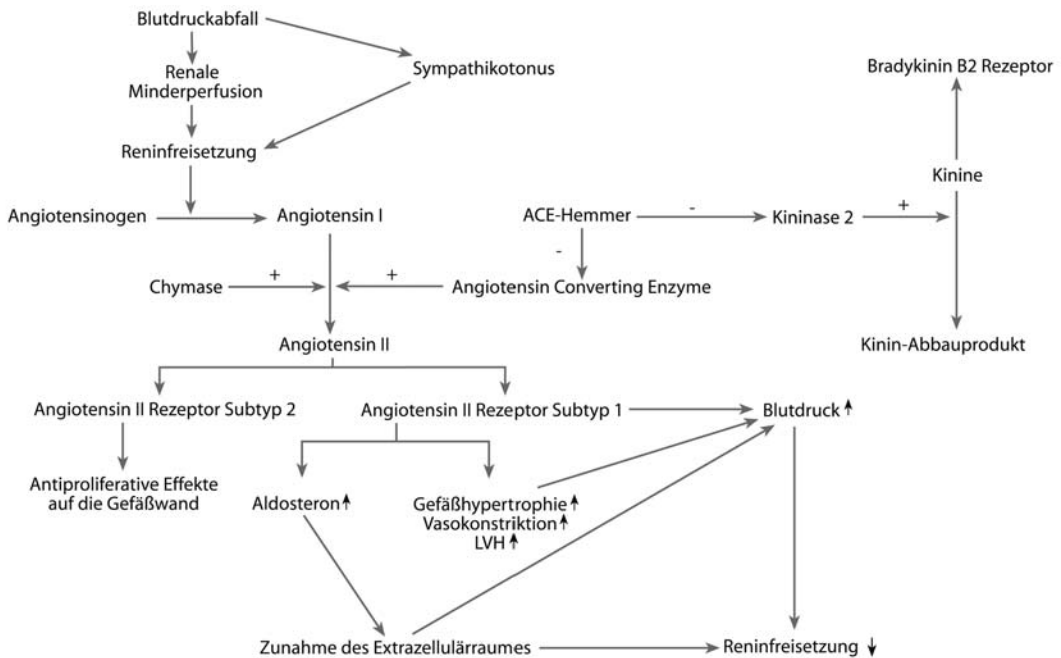 Blutdruckabfall
Sympathikotonus
Bradykinin B2 Rezeptor
Renale
Minderperfusion
Reninfreisetzung
Kinine
Angiotensinogen
Angiotensin I
ACE-Hemmer
-
Kininase 2
+
-
Chymase
+
+
Angiotensin Converting Enzyme
Angiotensin II
Kinin-Abbauprodukt
Angiotensin II Rezeptor Subtyp 2
Angiotensin II Rezeptor Subtyp 1
Blutdruck
Antiproliferative Effekte
auf die Gefäßwand
Aldosteron
Gefäßhypertrophie
Vasokonstriktion
LVH
Zunahme des Extrazellulärraumes
Reninfreisetzung